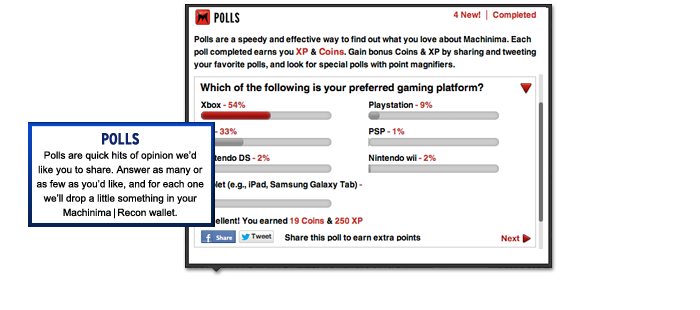 POLLS
4 New! | Completed
Polls are a speedy and effective way to find out what you love about Machinima. Each
poll completed earns you XP & Coins. Gain bonus Coins & XP by sharing and tweeting
your favorite polls, and look for special polls with point magnifiers.
Which of the following is your preferred gaming platform?
Xbox - 54%
Playstation - 9%
- 33%
PSP - 1%
tendo DS - 2%
Nintendo wii - 2%
let (e.g., iPad, Samsung Galaxy Tab) -
ellent! You earned 19 Coins & 250 XP
f Share
Tweet
Share this poll to earn extra points
Next
POLLS
Polls are quick hits of opinion we'd
like you to share. Answer as many or
as few as you'd like, and for each one
we'll drop a little something in your
Machinima | Recon wallet.